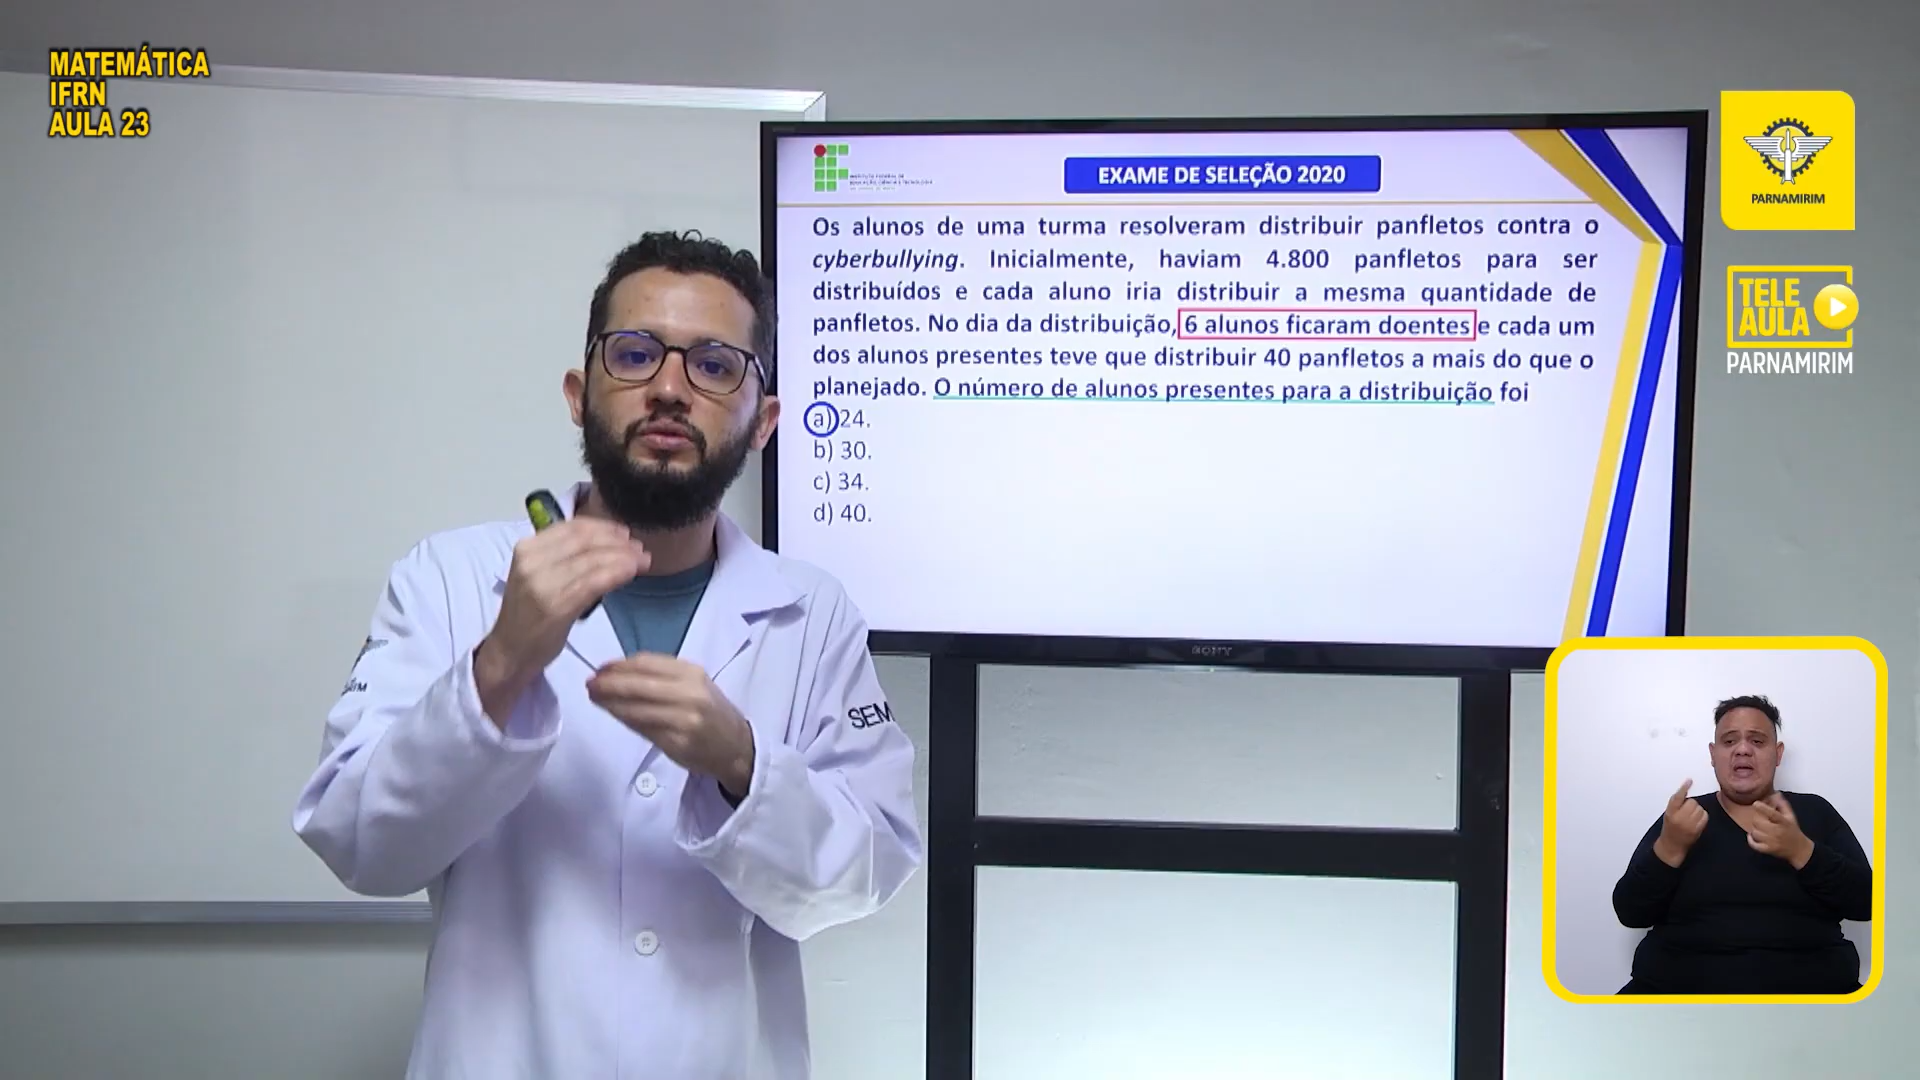 MATEMÁTICA
IFRN
AULA 23
EXAME DE SELEÇÃO 2020
Os alunos de uma turma resolveram distribuir panfletos contra o
cyberbullying. Inicialmente, haviam 4.800 panfletos para ser
distribuídos e cada aluno iria distribuir a mesma quantidade de
panfletos. No dia da distribuição, 6 alunos ficaram doentes e cada um
dos alunos presentes teve que distribuir 40 panfletos a mais do que o
planejado. O número de alunos presentes para a distribuição foi
a) 24.
b) 30.
c) 34.
d) 40.
PARNAMIRIM
TELE
AULA
PARNAMIRIM
SEM
SONY